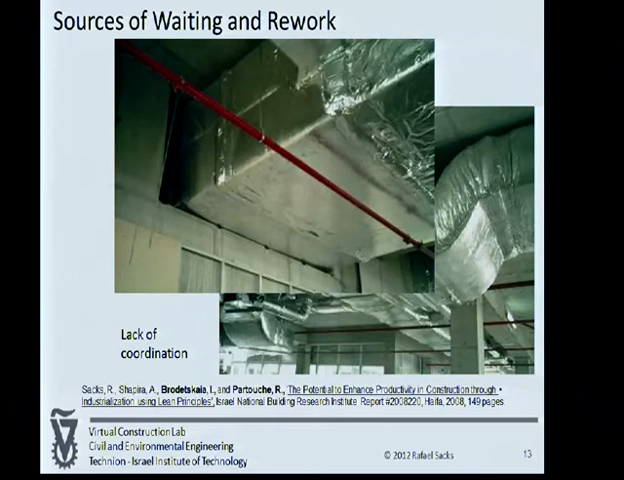 Sources of Waiting and Rework
Lack of
coordination
Sacks, R., Shapira, A., Brodetskaia, I., and Partouche, R., 'The Potential to Enhance Productivity in Construction through •
Industrialization using Lean Principles', Israel National Building Research Institute Report #2008220, Haifa, 2008, 149 pages.
Virtual Construction Lab
Civil and Environmental Engineering
Technion - Israel Institute of Technology
© 2012 Rafael Sacks
13